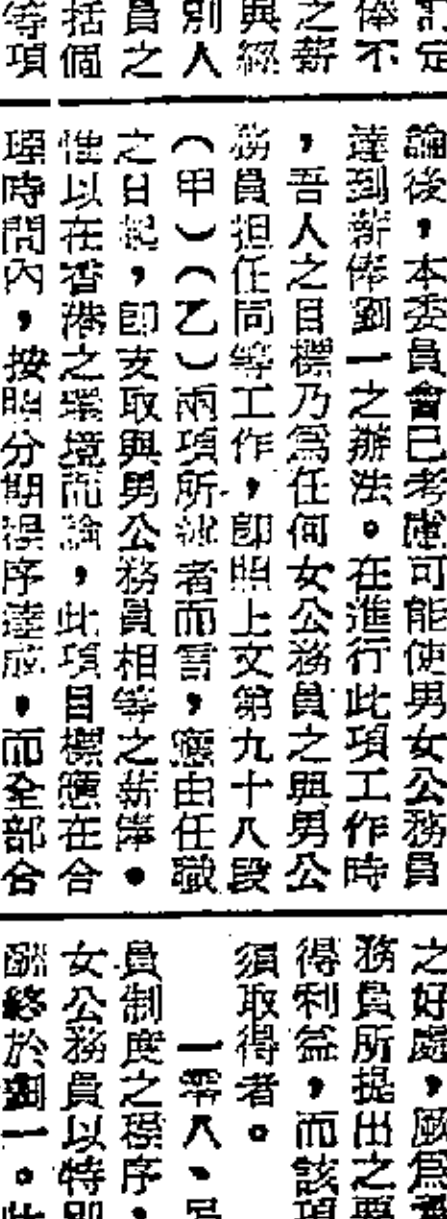 訂定
俸不
之薪
與經
別人
員之
括個
等項
論後，本委員會已考慮可能使男女公務員
達到薪俸劃一之辦法。在進行此項工作時
，吾人之目標乃爲任何女公務員之與男公
務員担任同等工作，即照上文第九十八段
（甲）（乙）兩項所述者而言，應由任職
之日起，即支取與男公務員相等之薪俸。
惟以在香港之環境而論，此項目標應在合
理時間內，按照分期程序達成，而全部合
之好處，
務員所提出之要
得利益，而該項
須取得者。
一零八、另
員制度之程序，
女公務員以特別
酬終於劃一。此